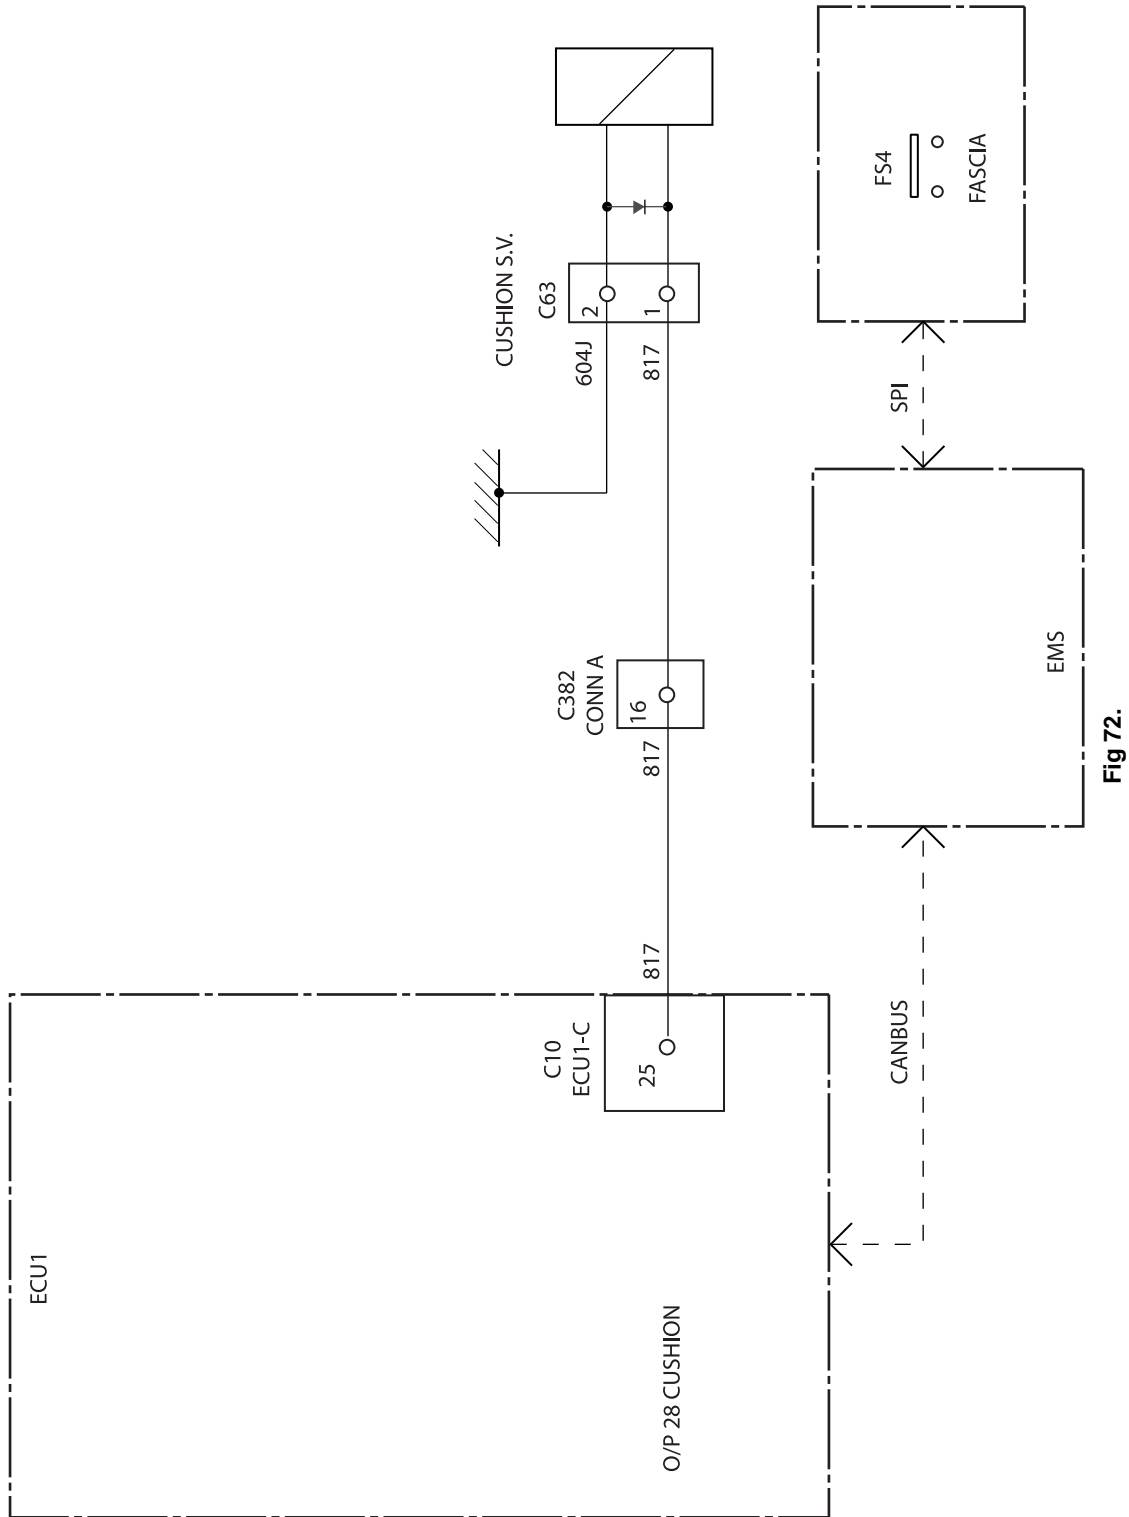 ECU1
O/P 28 CUSHION
C10
ECU1-C
25
817
CANBUS
C382
CONN A
16
817
817
EMS
CUSHION S.V.
C63
2
1
604J
817
SPI
FS4
FASCIA
Fig 72.